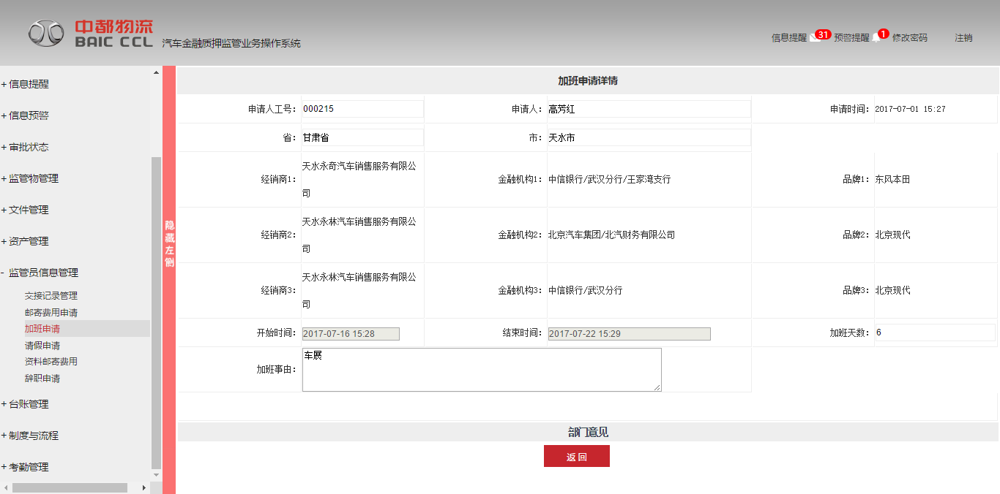 中都物流
BAIC CCL
汽车金融质押监管业务操作系统
信息提醒 31 预警提醒 1 修改密码 注销
+ 信息提醒
+ 信息预警
+ 审批状态
+ 监管物管理
+ 文件管理
+ 资产管理
- 监管员信息管理
交接记录管理
邮寄费用申请
加班申请
请假申请
资料邮寄费用
辞职申请
+ 台账管理
+ 制度与流程
+ 考勤管理
隐藏左侧
加班申请详情
申请人工号: 000215 申请人: 高芳红 申请时间: 2017-07-01 15:27
省: 甘肃省 市: 天水市
经销商1: 天水永奇汽车销售服务有限公
司 金融机构1: 中信银行/武汉分行/王家湾支行 品牌1: 东风本田
经销商2: 天水永林汽车销售服务有限公
司 金融机构2: 北京汽车集团/北汽财务有限公司 品牌2: 北京现代
经销商3: 天水永林汽车销售服务有限公
司 金融机构3: 中信银行/武汉分行 品牌3: 北京现代
开始时间: 2017-07-16 15:28 结束时间: 2017-07-22 15:29 加班天数: 6
加班事由: 车展
部门意见
返 回